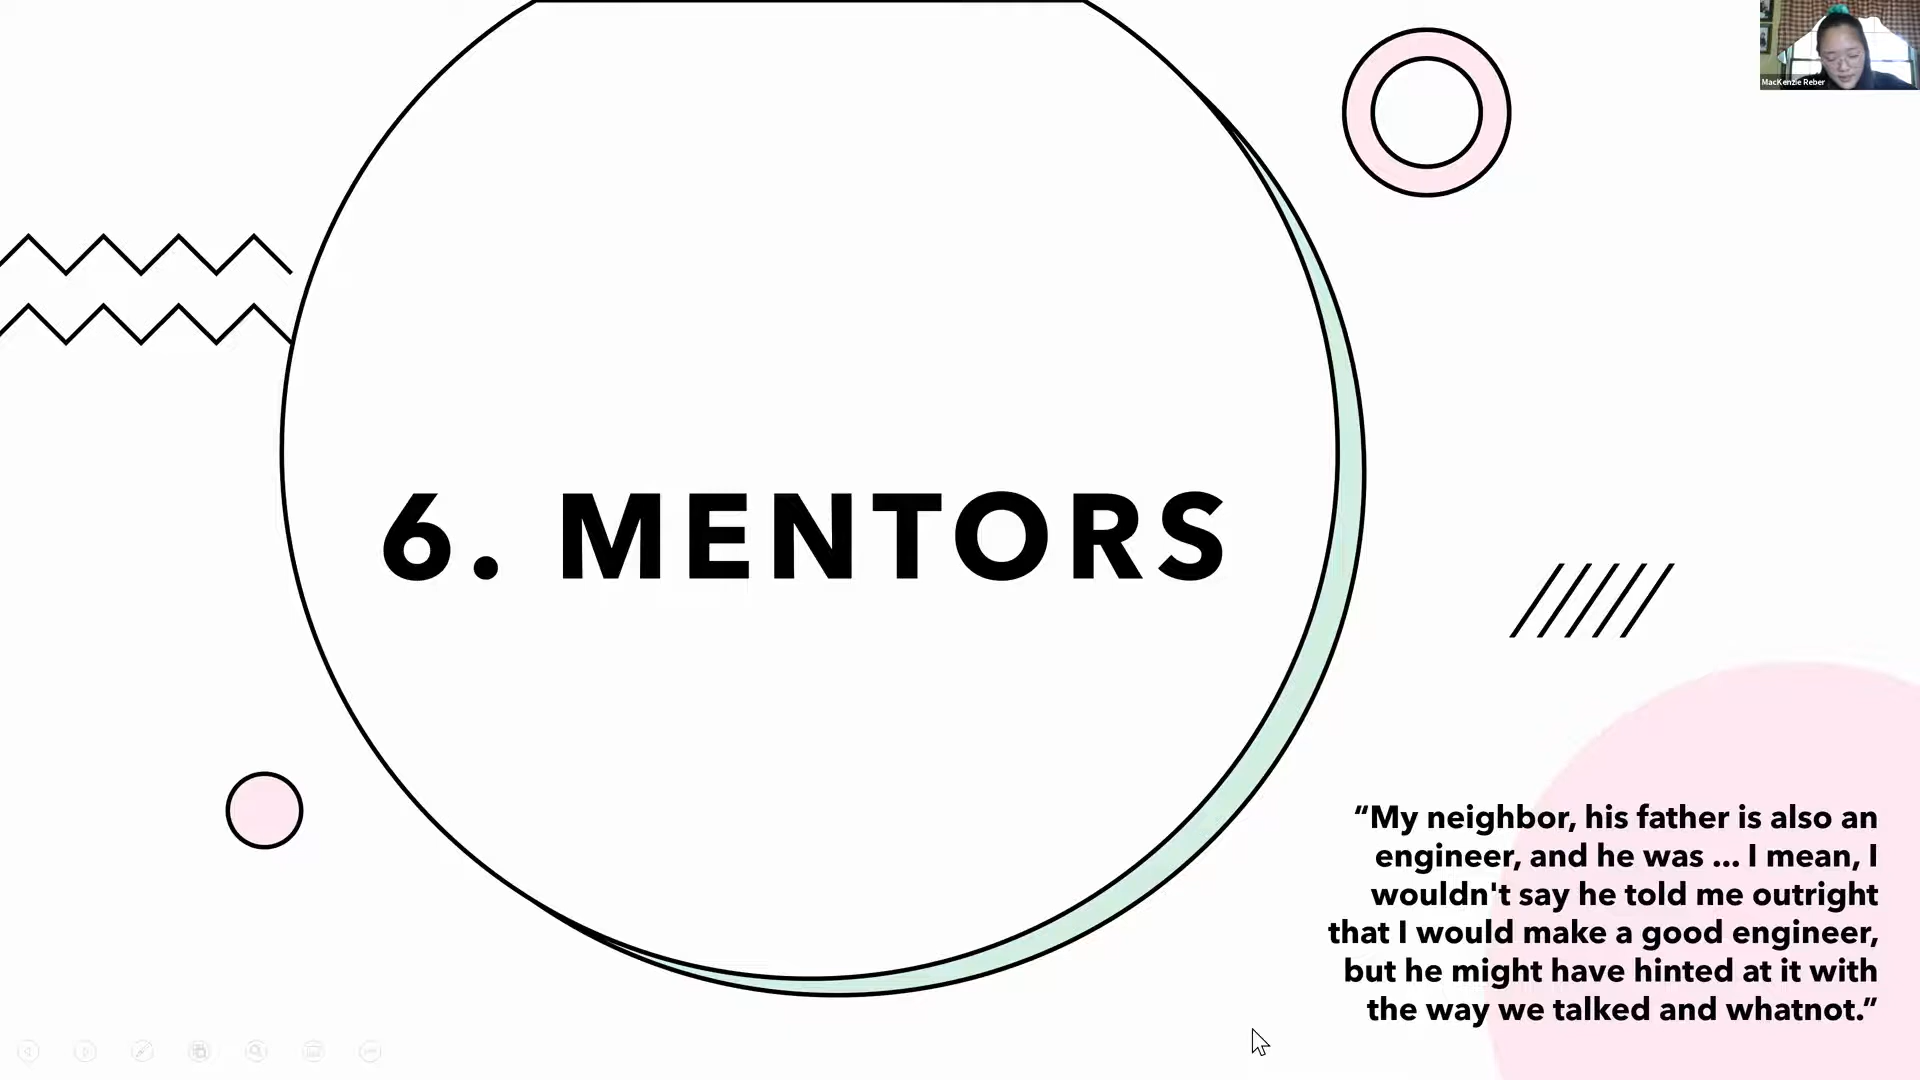 MacKenzie Reber
6. MENTORS
“My neighbor, his father is also an
engineer, and he was ... I mean, I
wouldn't say he told me outright
that I would make a good engineer,
but he might have hinted at it with
the way we talked and whatnot.”